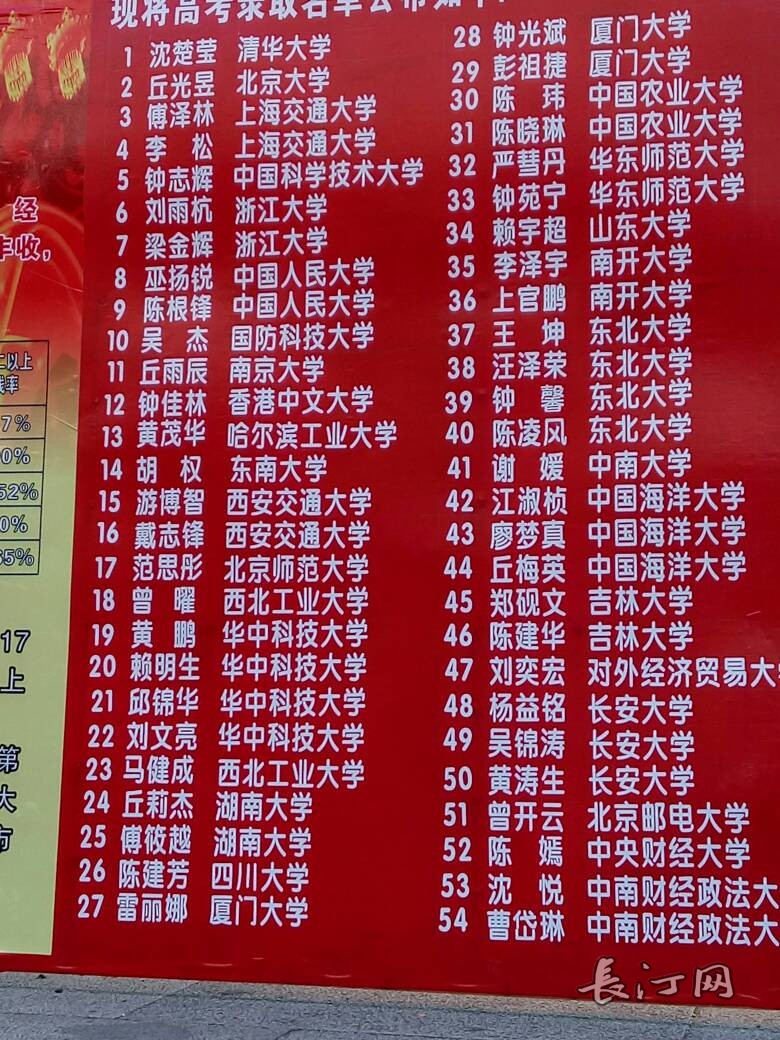 现将高考录取名单公布如下
1 沈楚莹 清华大学
2 丘光昱 北京大学
3 傅泽林 上海交通大学
4 李 松 上海交通大学
5 钟志辉 中国科学技术大学
6 刘雨杭 浙江大学
7 梁金辉 浙江大学
8 巫扬锐 中国人民大学
9 陈根锋 中国人民大学
10 吴 杰 国防科技大学
11 丘雨辰 南京大学
12 钟佳林 香港中文大学
13 黄茂华 哈尔滨工业大学
14 胡 权 东南大学
15 游博智 西安交通大学
16 戴志锋 西安交通大学
17 范思彤 北京师范大学
18 曾 曜 西北工业大学
19 黄 鹏 华中科技大学
20 赖明生 华中科技大学
21 邱锦华 华中科技大学
22 刘文亮 华中科技大学
23 马健成 西北工业大学
24 丘莉杰 湖南大学
25 傅筱越 湖南大学
26 陈建芳 四川大学
27 雷丽娜 厦门大学
28 钟光斌 厦门大学
29 彭祖捷 厦门大学
30 陈 玮 中国农业大学
31 陈晓琳 中国农业大学
32 严彗丹 华东师范大学
33 钟苑宁 华东师范大学
34 赖宇超 山东大学
35 李泽宇 南开大学
36 上官鹏 南开大学
37 王 坤 东北大学
38 汪泽荣 东北大学
39 钟 馨 东北大学
40 陈凌风 东北大学
41 谢 媛 中南大学
42 江淑桢 中国海洋大学
43 廖梦真 中国海洋大学
44 丘梅英 中国海洋大学
45 郑砚文 吉林大学
46 陈建华 吉林大学
47 刘奕宏 对外经济贸易大学
48 杨益铭 长安大学
49 吴锦涛 长安大学
50 黄涛生 长安大学
51 曾开云 北京邮电大学
52 陈 嫣 中央财经大学
53 沈 悦 中南财经政法大
54 曹岱琳 中南财经政法大
经
丰收，
二以上
线率
7%
0%
52%
0%
65%
17
上
第
大
市
長汀网